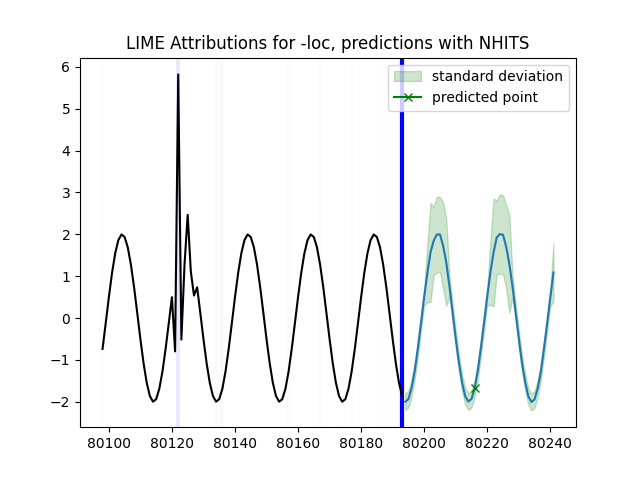 LIME Attributions for -loc, predictions with NHITS
standard deviation
predicted point
6
5
4
3
2
1
0
−1
−2
80100 80120 80140 80160 80180 80200 80220 80240